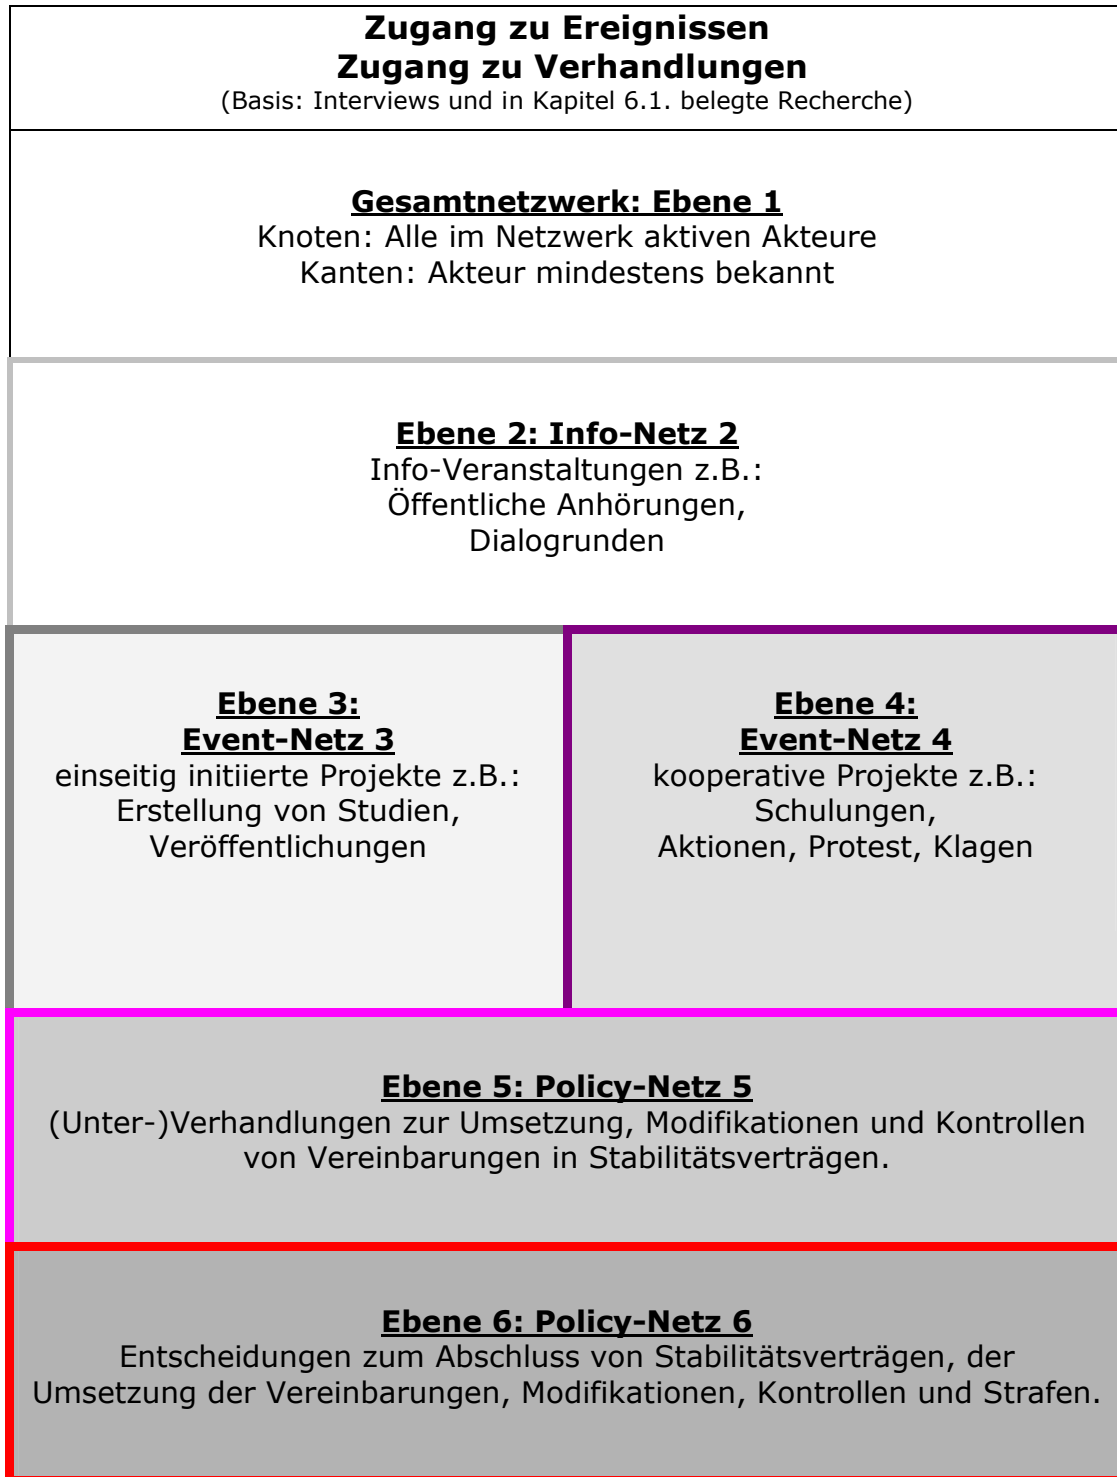 Zugang zu Ereignissen
Zugang zu Verhandlungen
(Basis: Interviews und in Kapitel 6.1. belegte Recherche)
Gesamtnetzwerk: Ebene 1
Knoten: Alle im Netzwerk aktiven Akteure
Kanten: Akteur mindestens bekannt
Ebene 2: Info-Netz 2
Info-Veranstaltungen z.B.:
Öffentliche Anhörungen,
Dialogrunden
Ebene 3:
Event-Netz 3
einseitig initiierte Projekte z.B.:
Erstellung von Studien,
Veröffentlichungen
Ebene 4:
Event-Netz 4
kooperative Projekte z.B.:
Schulungen,
Aktionen, Protest, Klagen
Ebene 5: Policy-Netz 5
(Unter-)Verhandlungen zur Umsetzung, Modifikationen und Kontrollen
von Vereinbarungen in Stabilitätsverträgen.
Ebene 6: Policy-Netz 6
Entscheidungen zum Abschluss von Stabilitätsverträgen, der
Umsetzung der Vereinbarungen, Modifikationen, Kontrollen und Strafen.